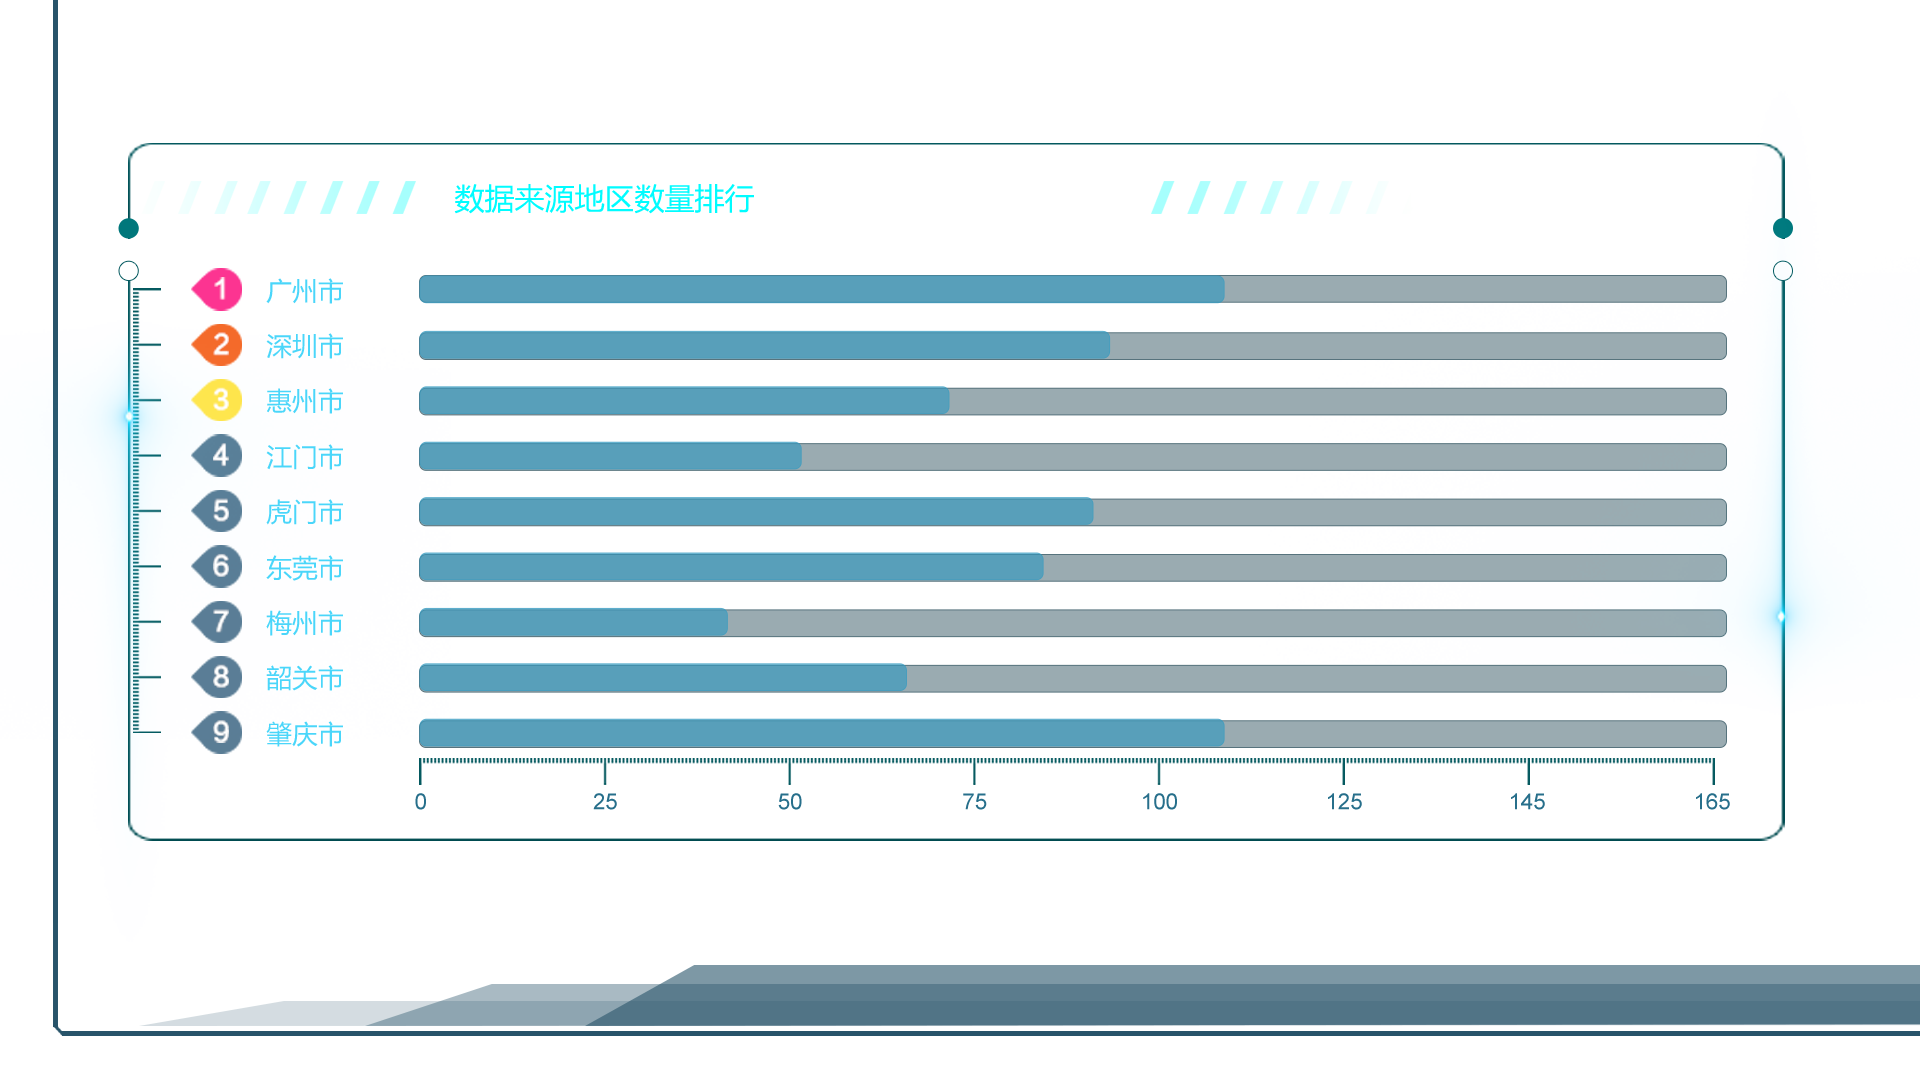 数据来源地区数量排行
1 广州市
2 深圳市
3 惠州市
4 江门市
5 虎门市
6 东莞市
7 梅州市
8 韶关市
9 肇庆市
0 25 50 75 100 125 145 165